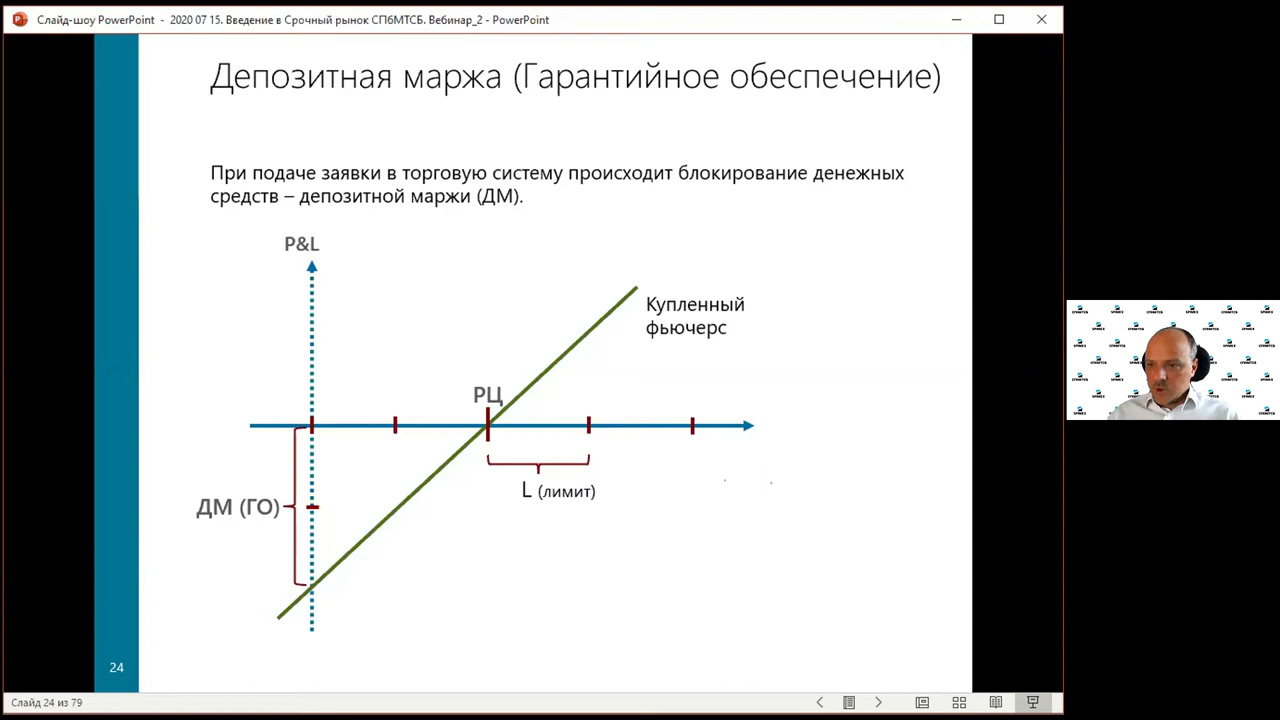 Слайд-шоу PowerPoint - 2020 07 15. Введение в Срочный рынок СПбМТСБ. Вебинар_2 - PowerPoint
Депозитная маржа (Гарантийное обеспечение)
При подаче заявки в торговую систему происходит блокирование денежных
средств – депозитной маржи (ДМ).
P&L
Купленный
фьючерс
РЦ
L (лимит)
ДМ (ГО)
24
Слайд 24 из 79